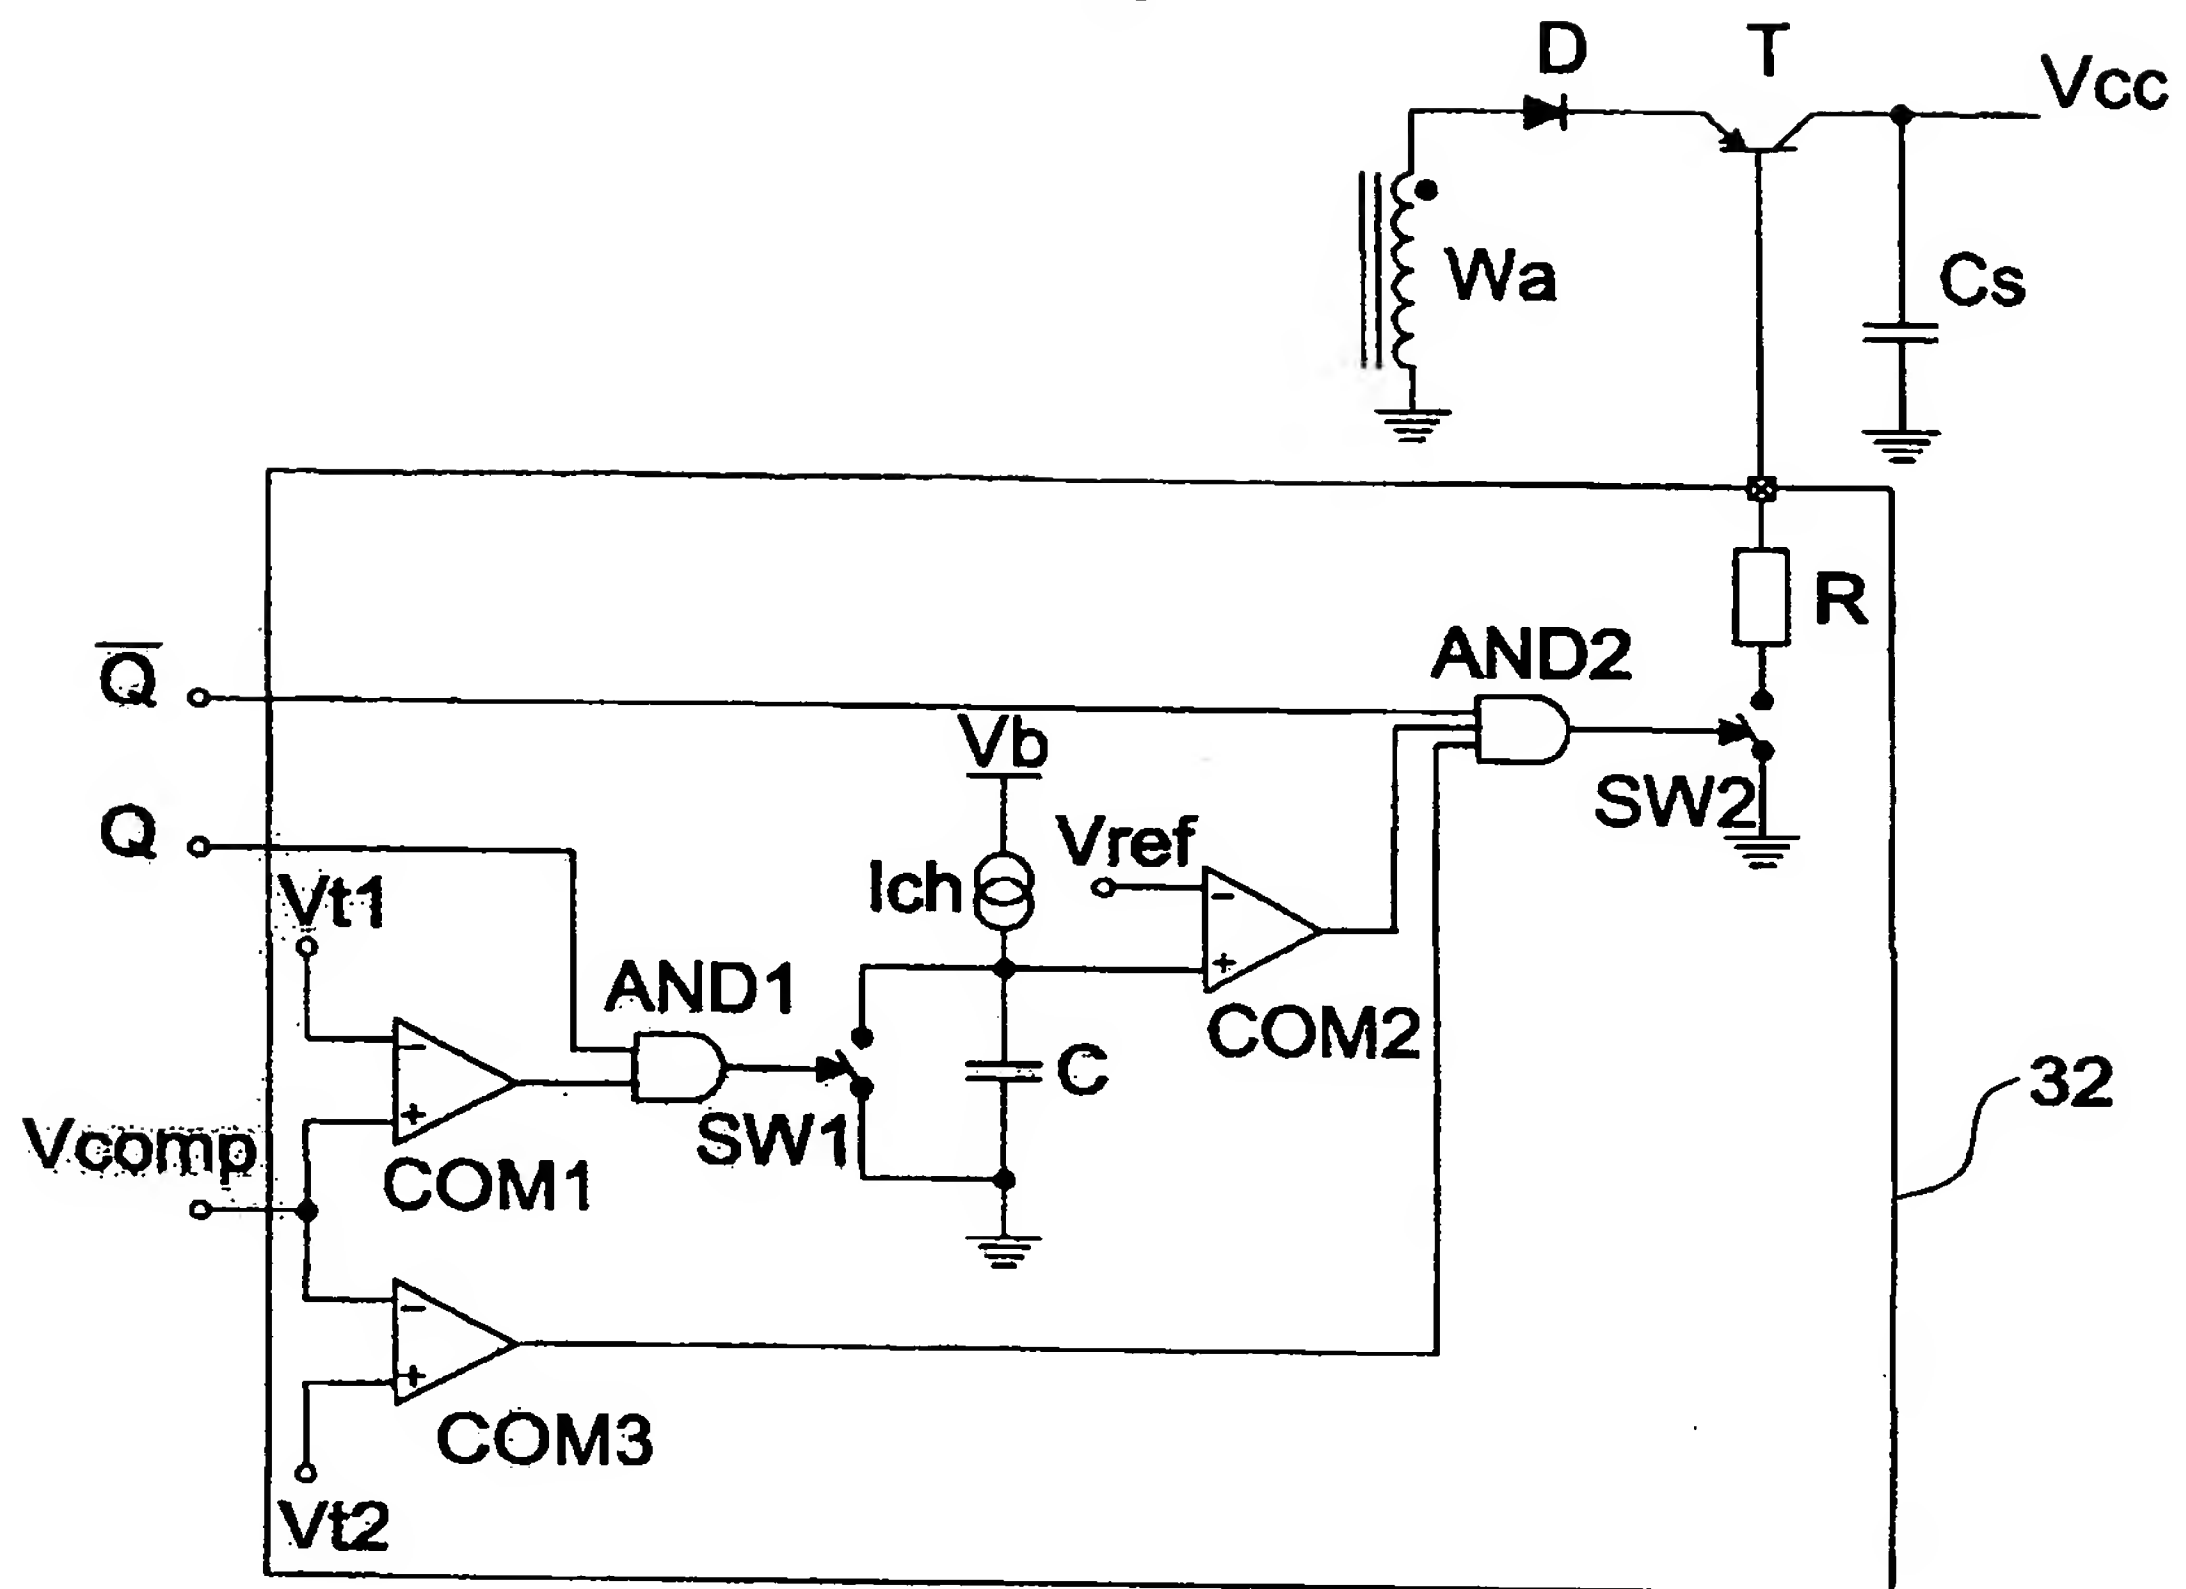 D
T
Vcc
Wa
Cs
R
AND2
Q
Vb
SW2
Q
Vref
Vt1
Ich
AND1
COM2
C
32
SW1
Vcomp
COM1
COM3
Vt2